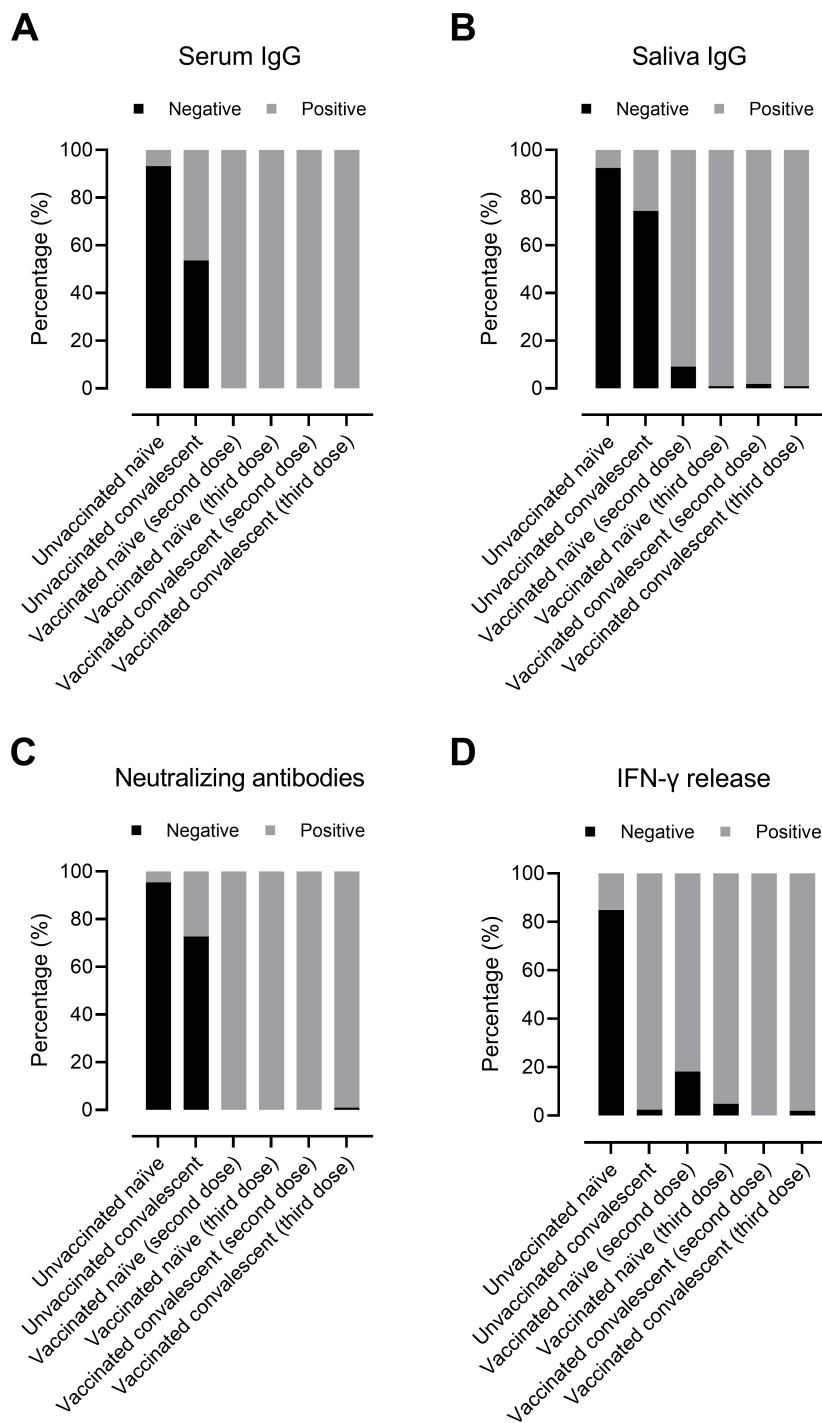 A
Serum IgG
Negative Positive
100
80
60
40
20
0
Percentage (%)
Unvaccinated naïve
Unvaccinated convalescent
Vaccinated naïve (second dose)
Vaccinated naïve (third dose)
Vaccinated convalescent (second dose)
Vaccinated convalescent (third dose)
B
Saliva IgG
Negative Positive
100
80
60
40
20
0
Percentage (%)
Unvaccinated naïve
Unvaccinated convalescent
Vaccinated naïve (second dose)
Vaccinated naïve (third dose)
Vaccinated convalescent (second dose)
Vaccinated convalescent (third dose)
C
Neutralizing antibodies
Negative Positive
100
80
60
40
20
0
Percentage (%)
Unvaccinated naïve
Unvaccinated convalescent
Vaccinated naïve (second dose)
Vaccinated naïve (third dose)
Vaccinated convalescent (second dose)
Vaccinated convalescent (third dose)
D
IFN-γ release
Negative Positive
100
80
60
40
20
0
Percentage (%)
Unvaccinated naïve
Unvaccinated convalescent
Vaccinated naïve (second dose)
Vaccinated naïve (third dose)
Vaccinated convalescent (second dose)
Vaccinated convalescent (third dose)